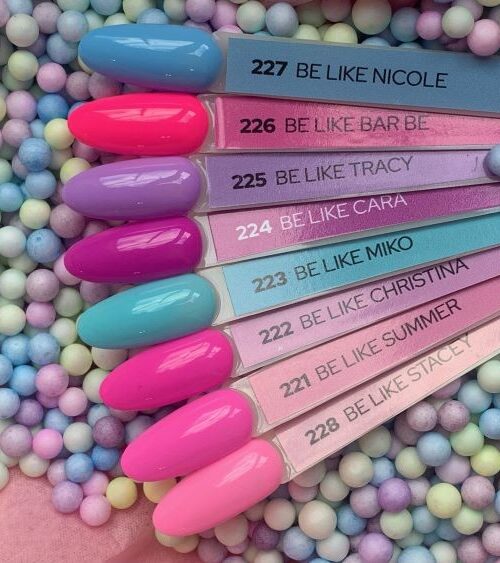 227 BE LIKE NICOLE
226 BE LIKE BAR BE
225 BE LIKE TRACY
224 BE LIKE CARA
223 BE LIKE MIKO
222 BE LIKE CHRISTINA
221 BE LIKE SUMMER
228 BE LIKE STACEY